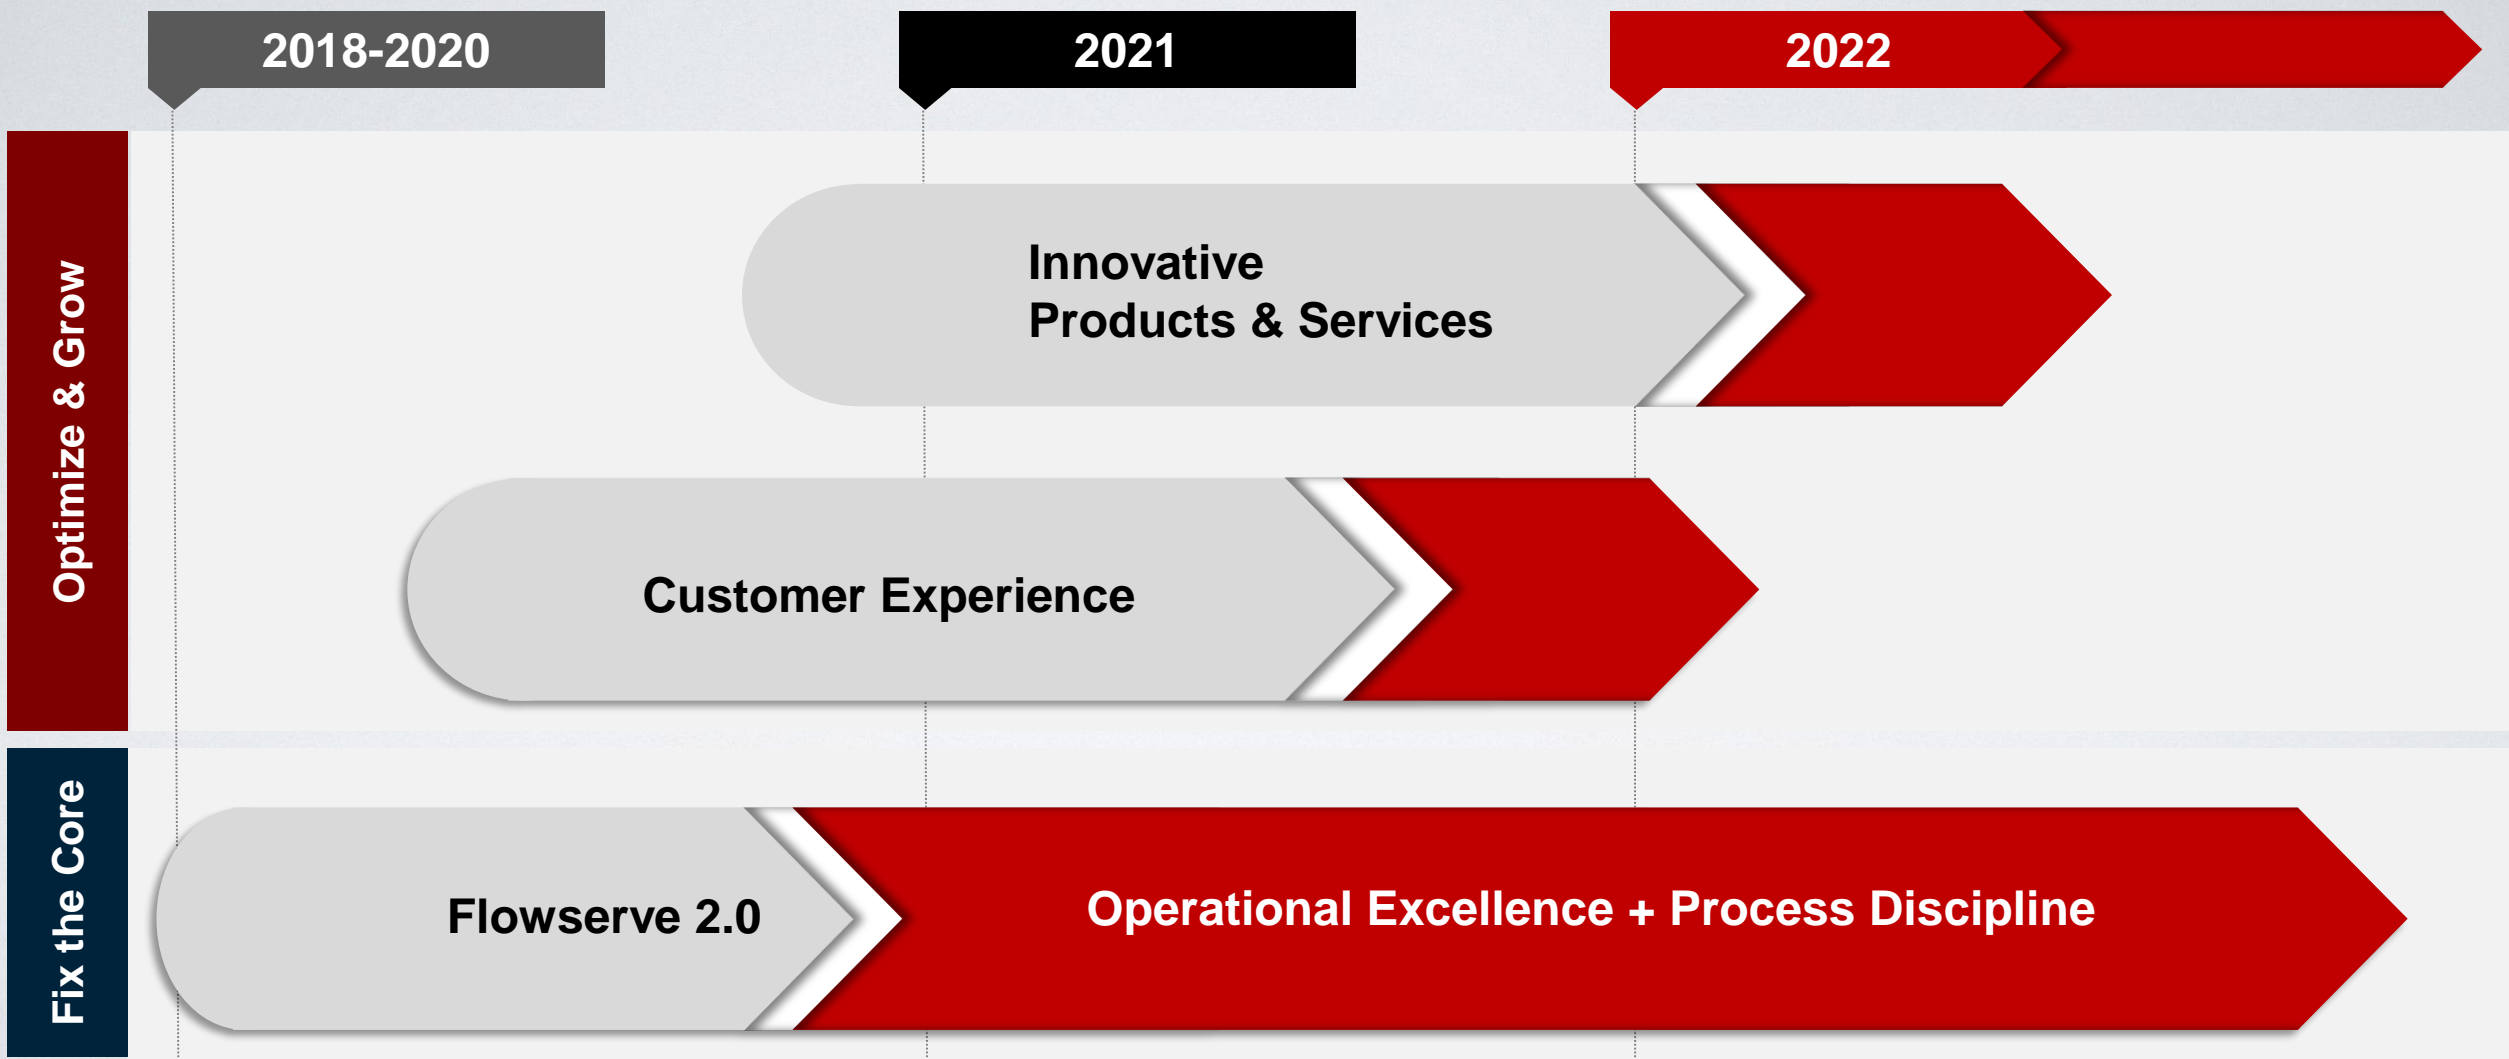 2018-2020
2021
2022
Optimize & Grow
Innovative
Products & Services
Customer Experience
Fix the Core
Flowserve 2.0
Operational Excellence + Process Discipline